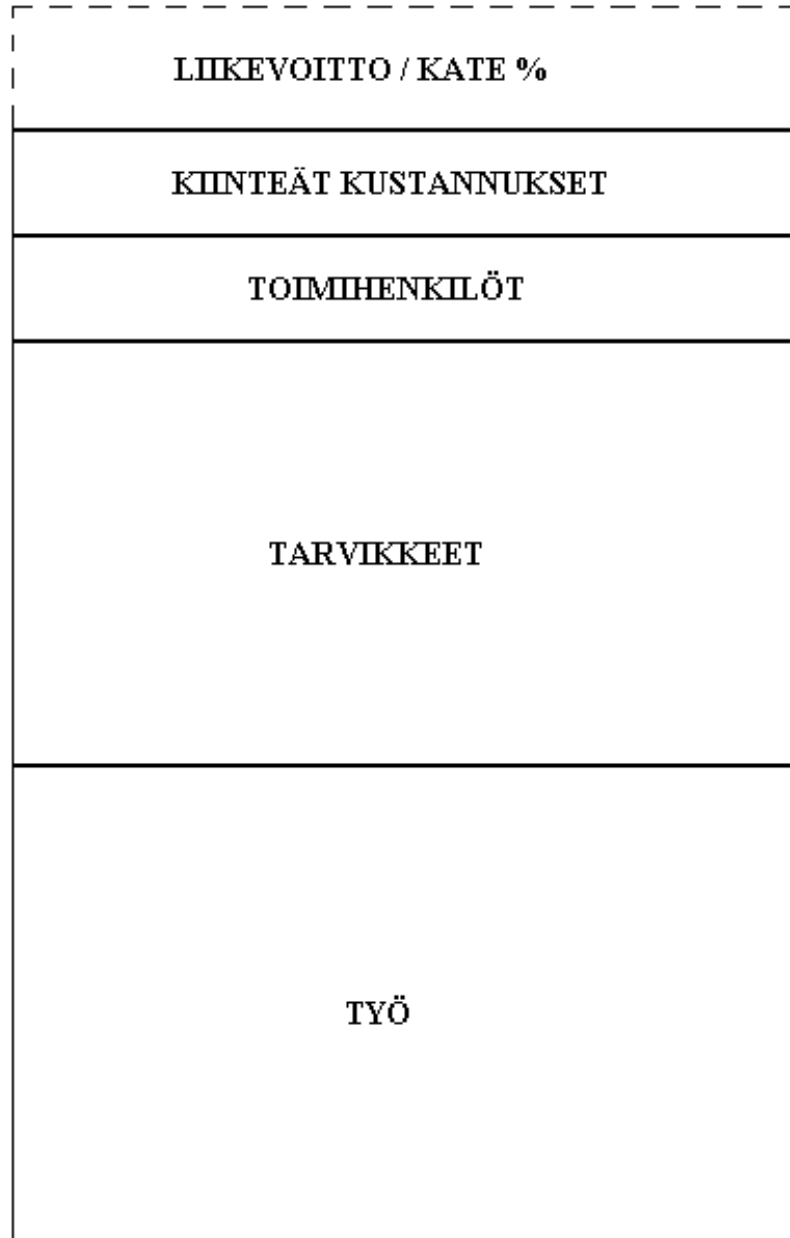 LIIKEVOITTO / KATE %
KIINTEÄT KUSTANNUKSET
TOIMIHENKILÖT
TARVIKKEET
TYÖ